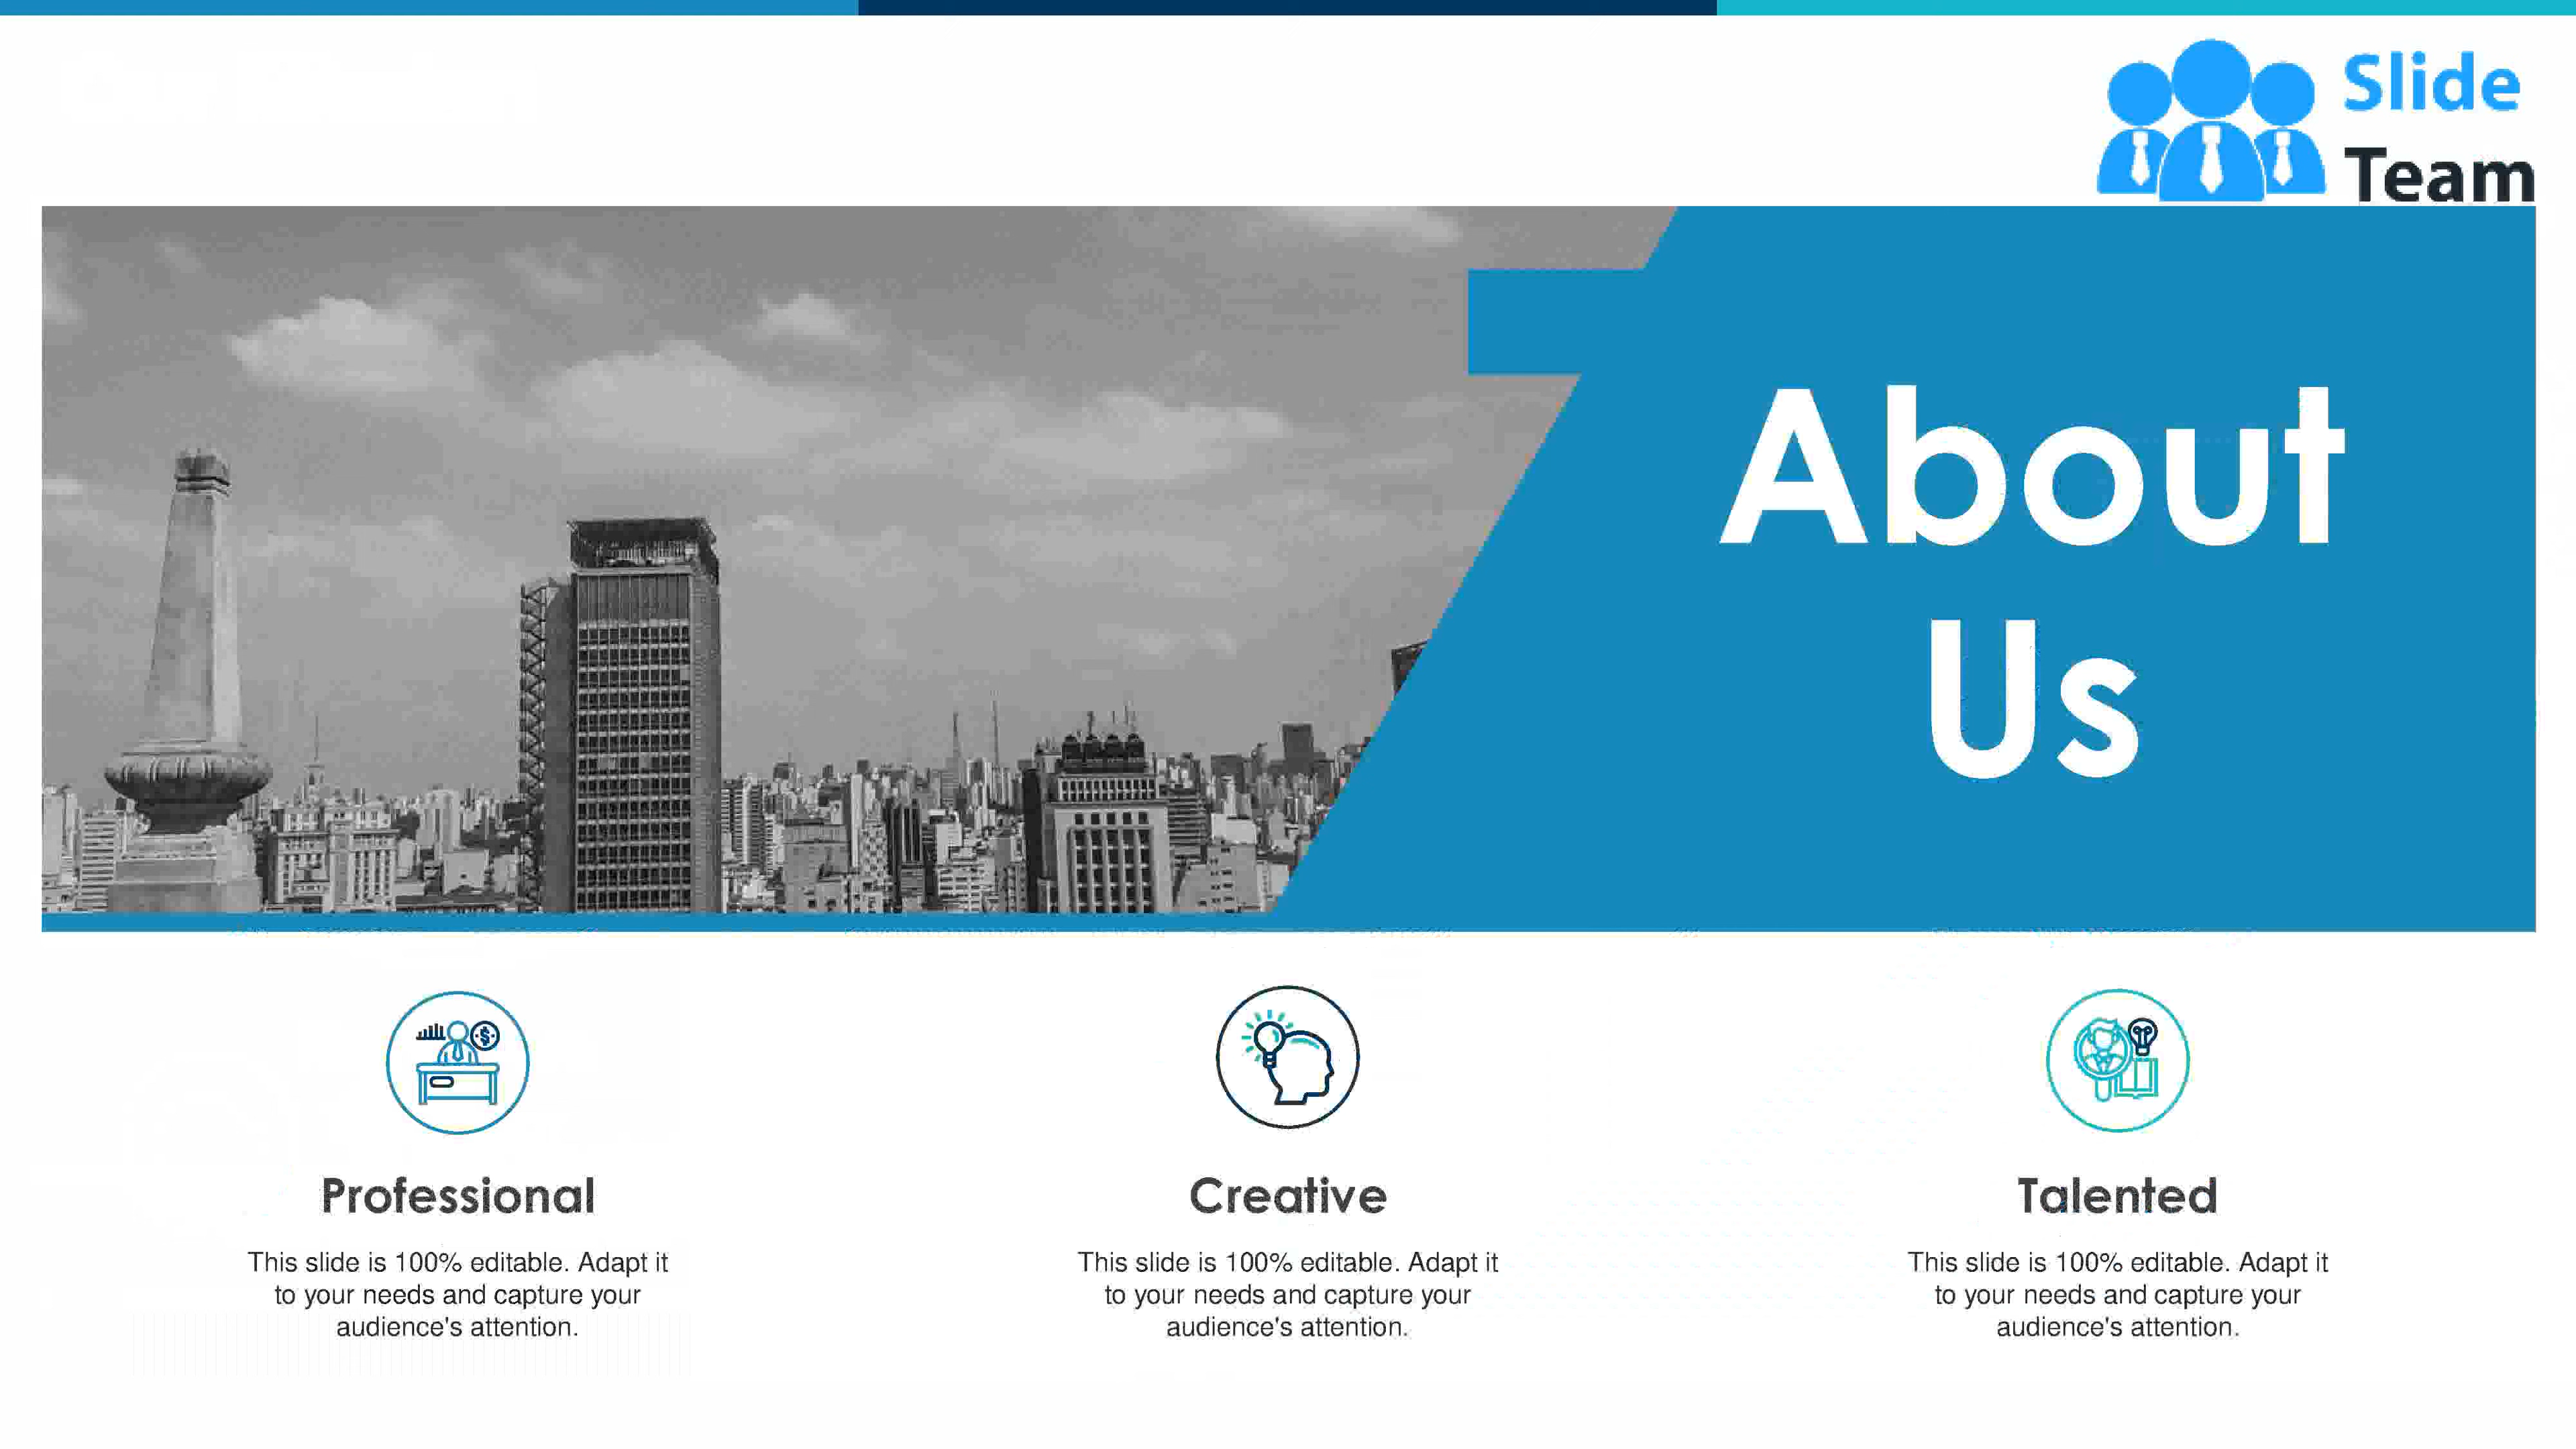 Slide
Team
About
Us
Professional
This slide is 100% editable. Adapt it
to your needs and capture your
audience's attention.
Creative
This slide is 100% editable. Adapt it
to your needs and capture your
audience's attention.
Talented
This slide is 100% editable. Adapt it
to your needs and capture your
audience's attention.